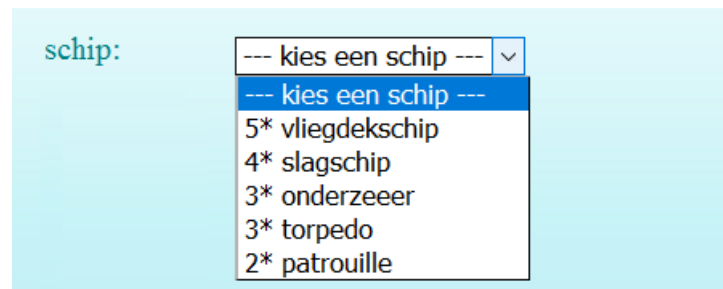 schip: --- kies een schip ---
--- kies een schip ---
5* vliegdekschip
4* slagschip
3* onderzeeer
3* torpedo
2* patrouille